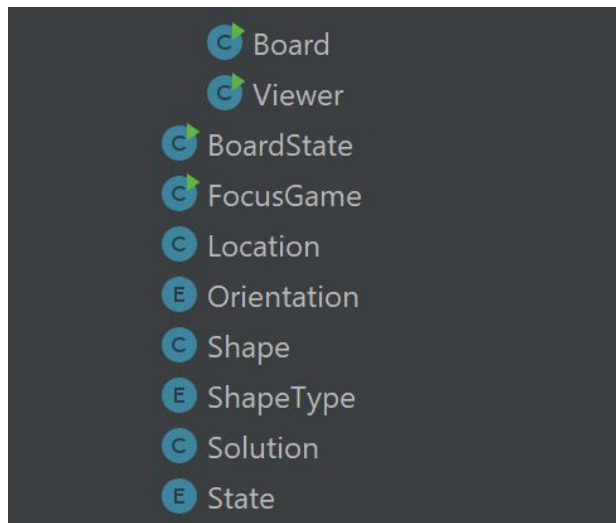 C Board
C Viewer
C BoardState
C FocusGame
C Location
E Orientation
C Shape
E ShapeType
C Solution
E State